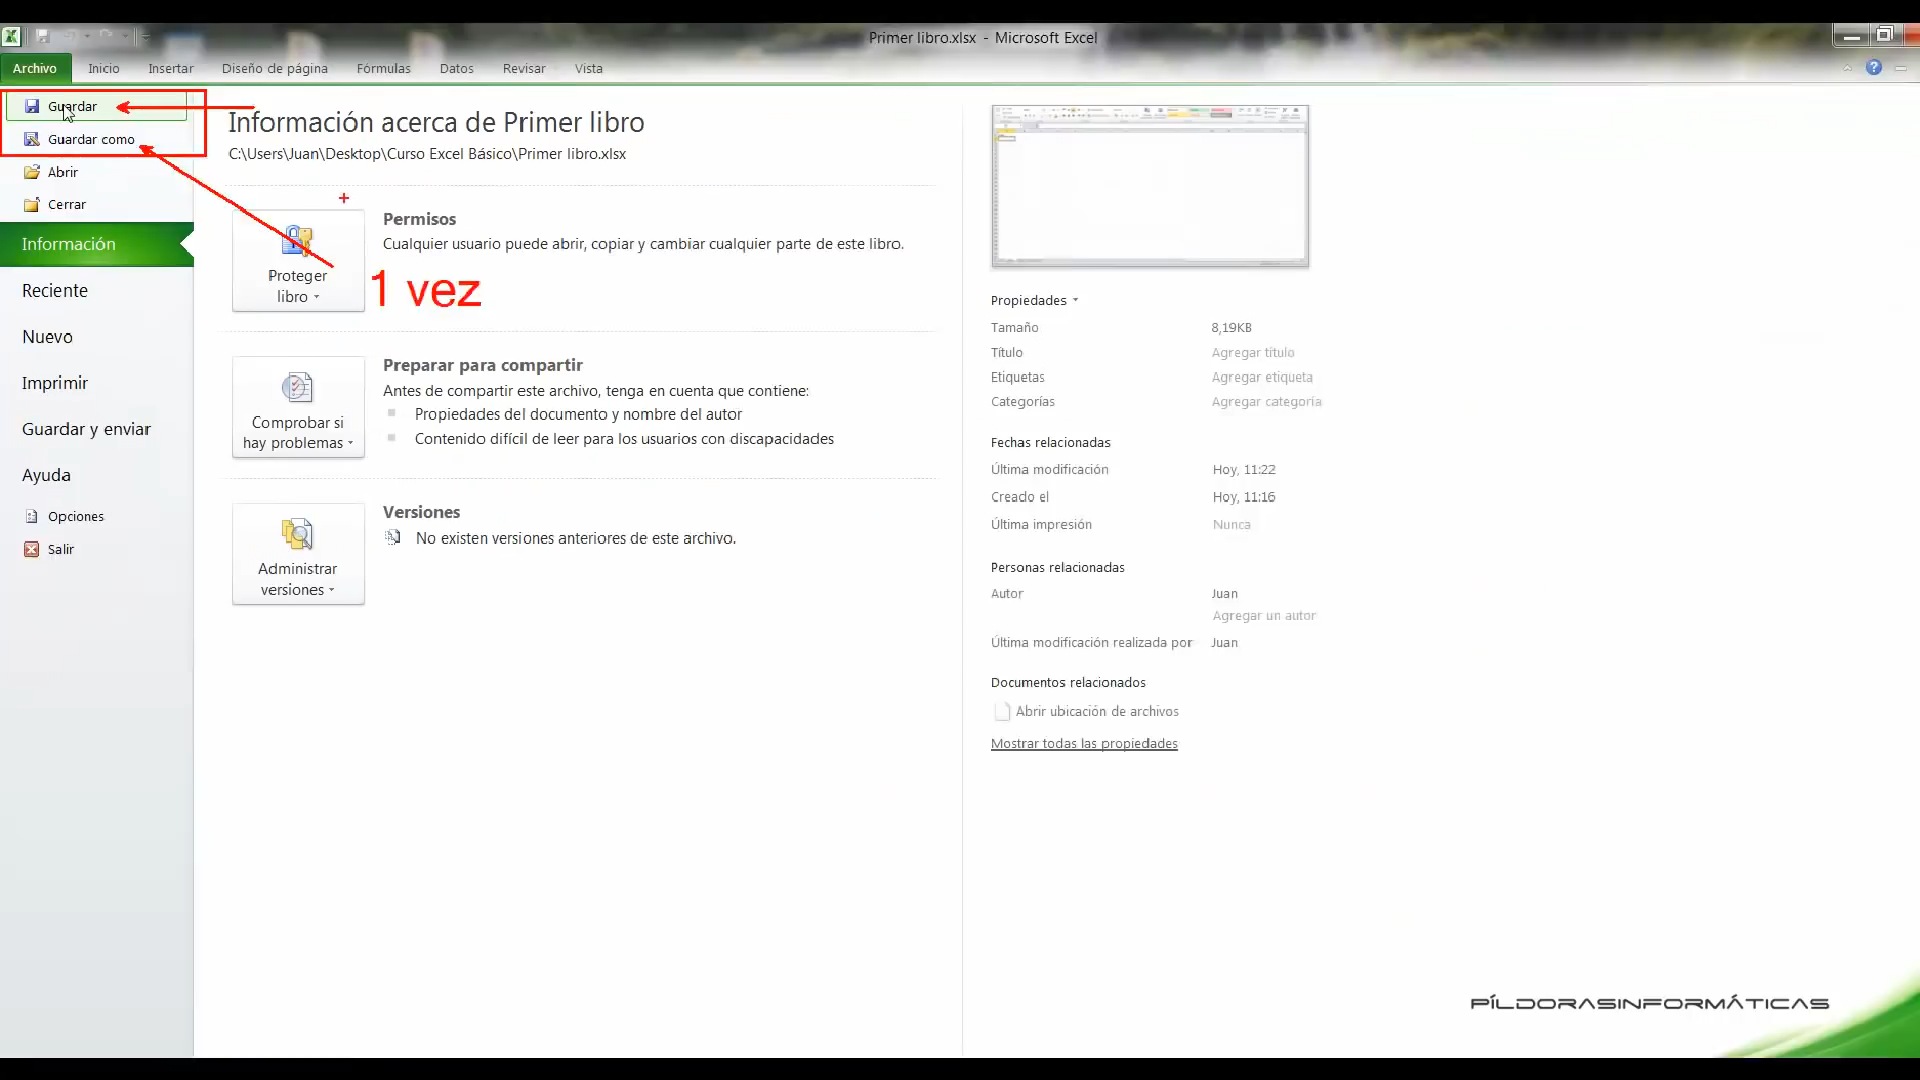 Primer libro.xlsx - Microsoft Excel
Archivo Inicio Insertar Diseño de página Fórmulas Datos Revisar Vista
Guardar
Guardar como
Abrir
Cerrar
Información
Reciente
Nuevo
Imprimir
Guardar y enviar
Ayuda
Opciones
Salir
Información acerca de Primer libro
C:\Users\Juan\Desktop\Curso Excel Básico\Primer libro.xlsx
Proteger
libro
Permisos
Cualquier usuario puede abrir, copiar y cambiar cualquier parte de este libro.
1 vez
Comprobar si
hay problemas
Preparar para compartir
Antes de compartir este archivo, tenga en cuenta que contiene:
Propiedades del documento y nombre del autor
Contenido difícil de leer para los usuarios con discapacidades
Administrar
versiones
Versiones
No existen versiones anteriores de este archivo.
Propiedades
Tamaño 8,19KB
Título Agregar título
Etiquetas Agregar etiqueta
Categorías Agregar categoría
Fechas relacionadas
Última modificación Hoy, 11:22
Creado el Hoy, 11:16
Última impresión Nunca
Personas relacionadas
Autor Juan
Agregar un autor
Última modificación realizada por Juan
Documentos relacionados
Abrir ubicación de archivos
Mostrar todas las propiedades
PÍLDORASINFORMÁTICAS